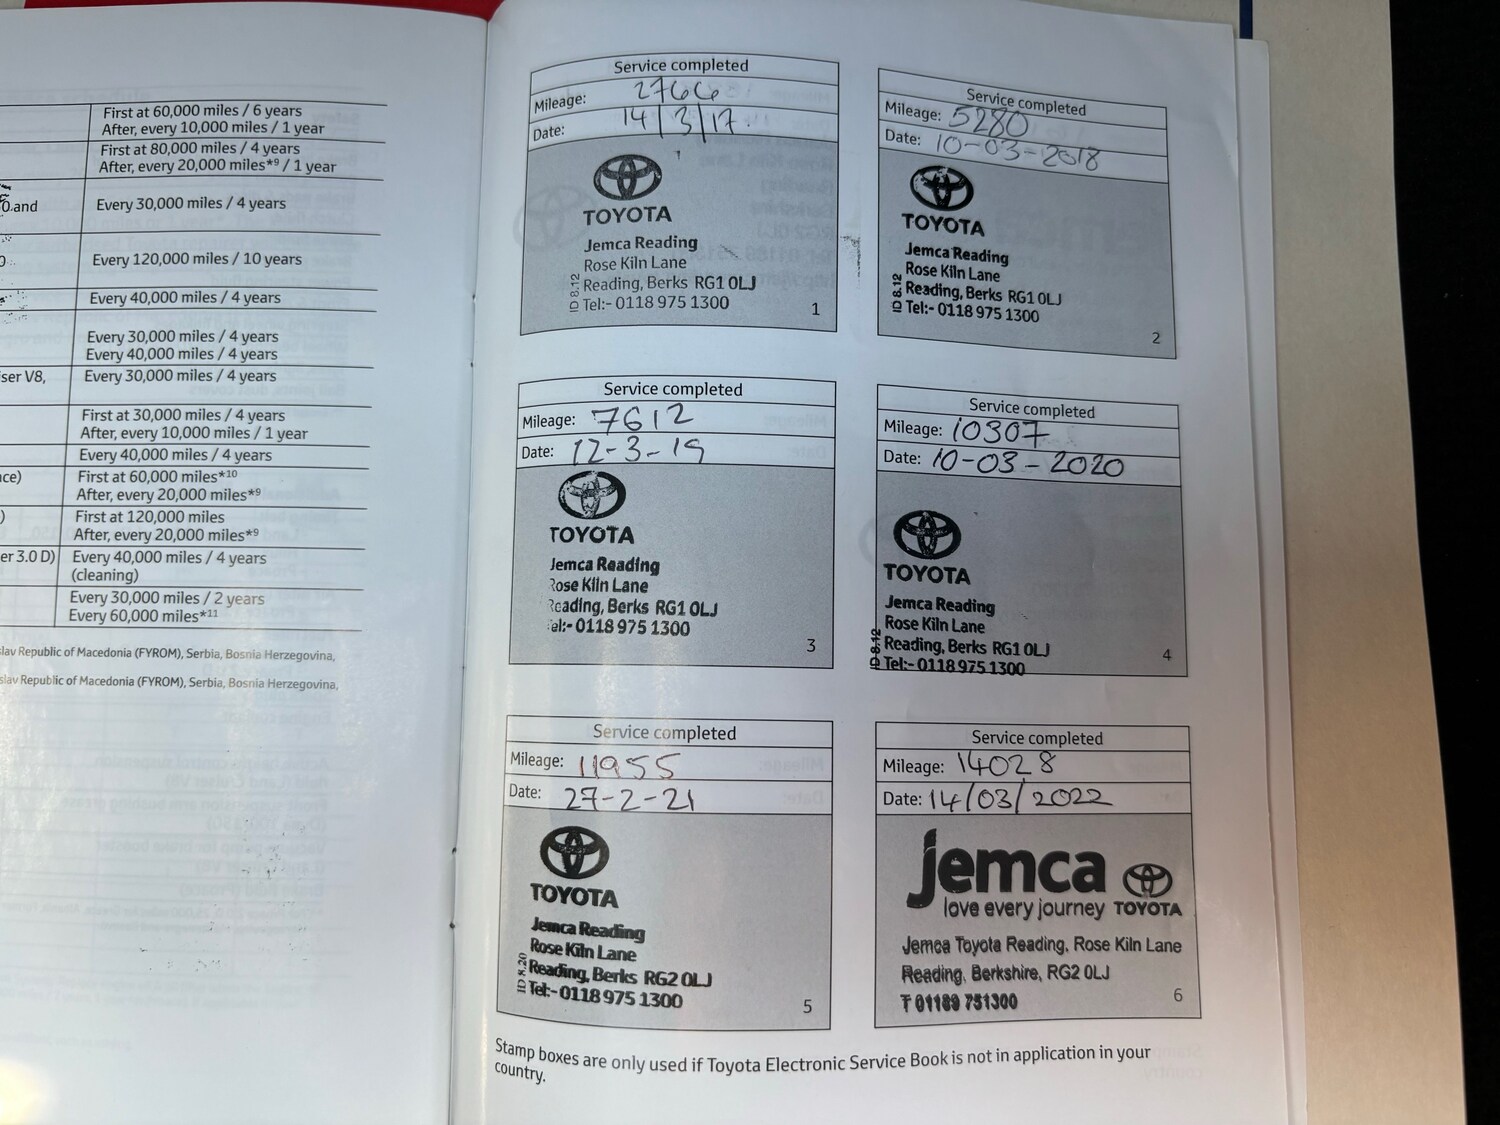 First at 60,000 miles / 6 years
After, every 10,000 miles / 1 year
First at 80,000 miles / 4 years
After, every 20,000 miles*9 / 1 year
0.and
Every 30,000 miles / 4 years
Every 120,000 miles / 10 years
Every 40,000 miles / 4 years
Every 30,000 miles / 4 years
Every 40,000 miles / 4 years
ser V8,
Every 30,000 miles / 4 years
First at 30,000 miles / 4 years
After, every 10,000 miles / 1 year
Every 40,000 miles / 4 years
ace)
First at 60,000 miles*10
After, every 20,000 miles*9
)
First at 120,000 miles
After, every 20,000 miles*9
er 3.0 D)
Every 40,000 miles / 4 years
(cleaning)
Every 30,000 miles / 2 years
Every 60,000 miles*11
slav Republic of Macedonia (FYROM), Serbia, Bosnia Herzegovina,
slav Republic of Macedonia (FYROM), Serbia, Bosnia Herzegovina,
Service completed
Mileage: 2766
Date: 14/3/17.
TOYOTA
Jemca Reading
Rose Kiln Lane
Reading, Berks RG1 0LJ
Tel:- 0118 975 1300
ID 8.12
1
Service completed
Mileage: 5280
Date: 10-03-2018
TOYOTA
Jemca Reading
Rose Kiln Lane
Reading, Berks RG1 0LJ
Tel:- 0118 975 1300
ID 8.12
2
Service completed
Mileage: 7612
Date: 12-3-19
TOYOTA
Jemca Reading
Rose Kiln Lane
Reading, Berks RG1 0LJ
Tel:- 0118 975 1300
3
Service completed
Mileage: 10307
Date: 10-03-2020
TOYOTA
Jemca Reading
Rose Kiln Lane
Reading, Berks RG1 0LJ
Tel:- 0118 975 1300
ID 8.12
4
Service completed
Mileage: 11955
Date: 27-2-21
TOYOTA
Jemca Reading
Rose Kiln Lane
Reading, Berks RG2 0LJ
Tel:- 0118 975 1300
5
Service completed
Mileage: 14028
Date: 14/03/2022
jemca
love every journey TOYOTA
Jemca Toyota Reading, Rose Kiln Lane
Reading, Berkshire, RG2 0LJ
T 01189 751300
6
Stamp boxes are only used if Toyota Electronic Service Book is not in application in your
country.